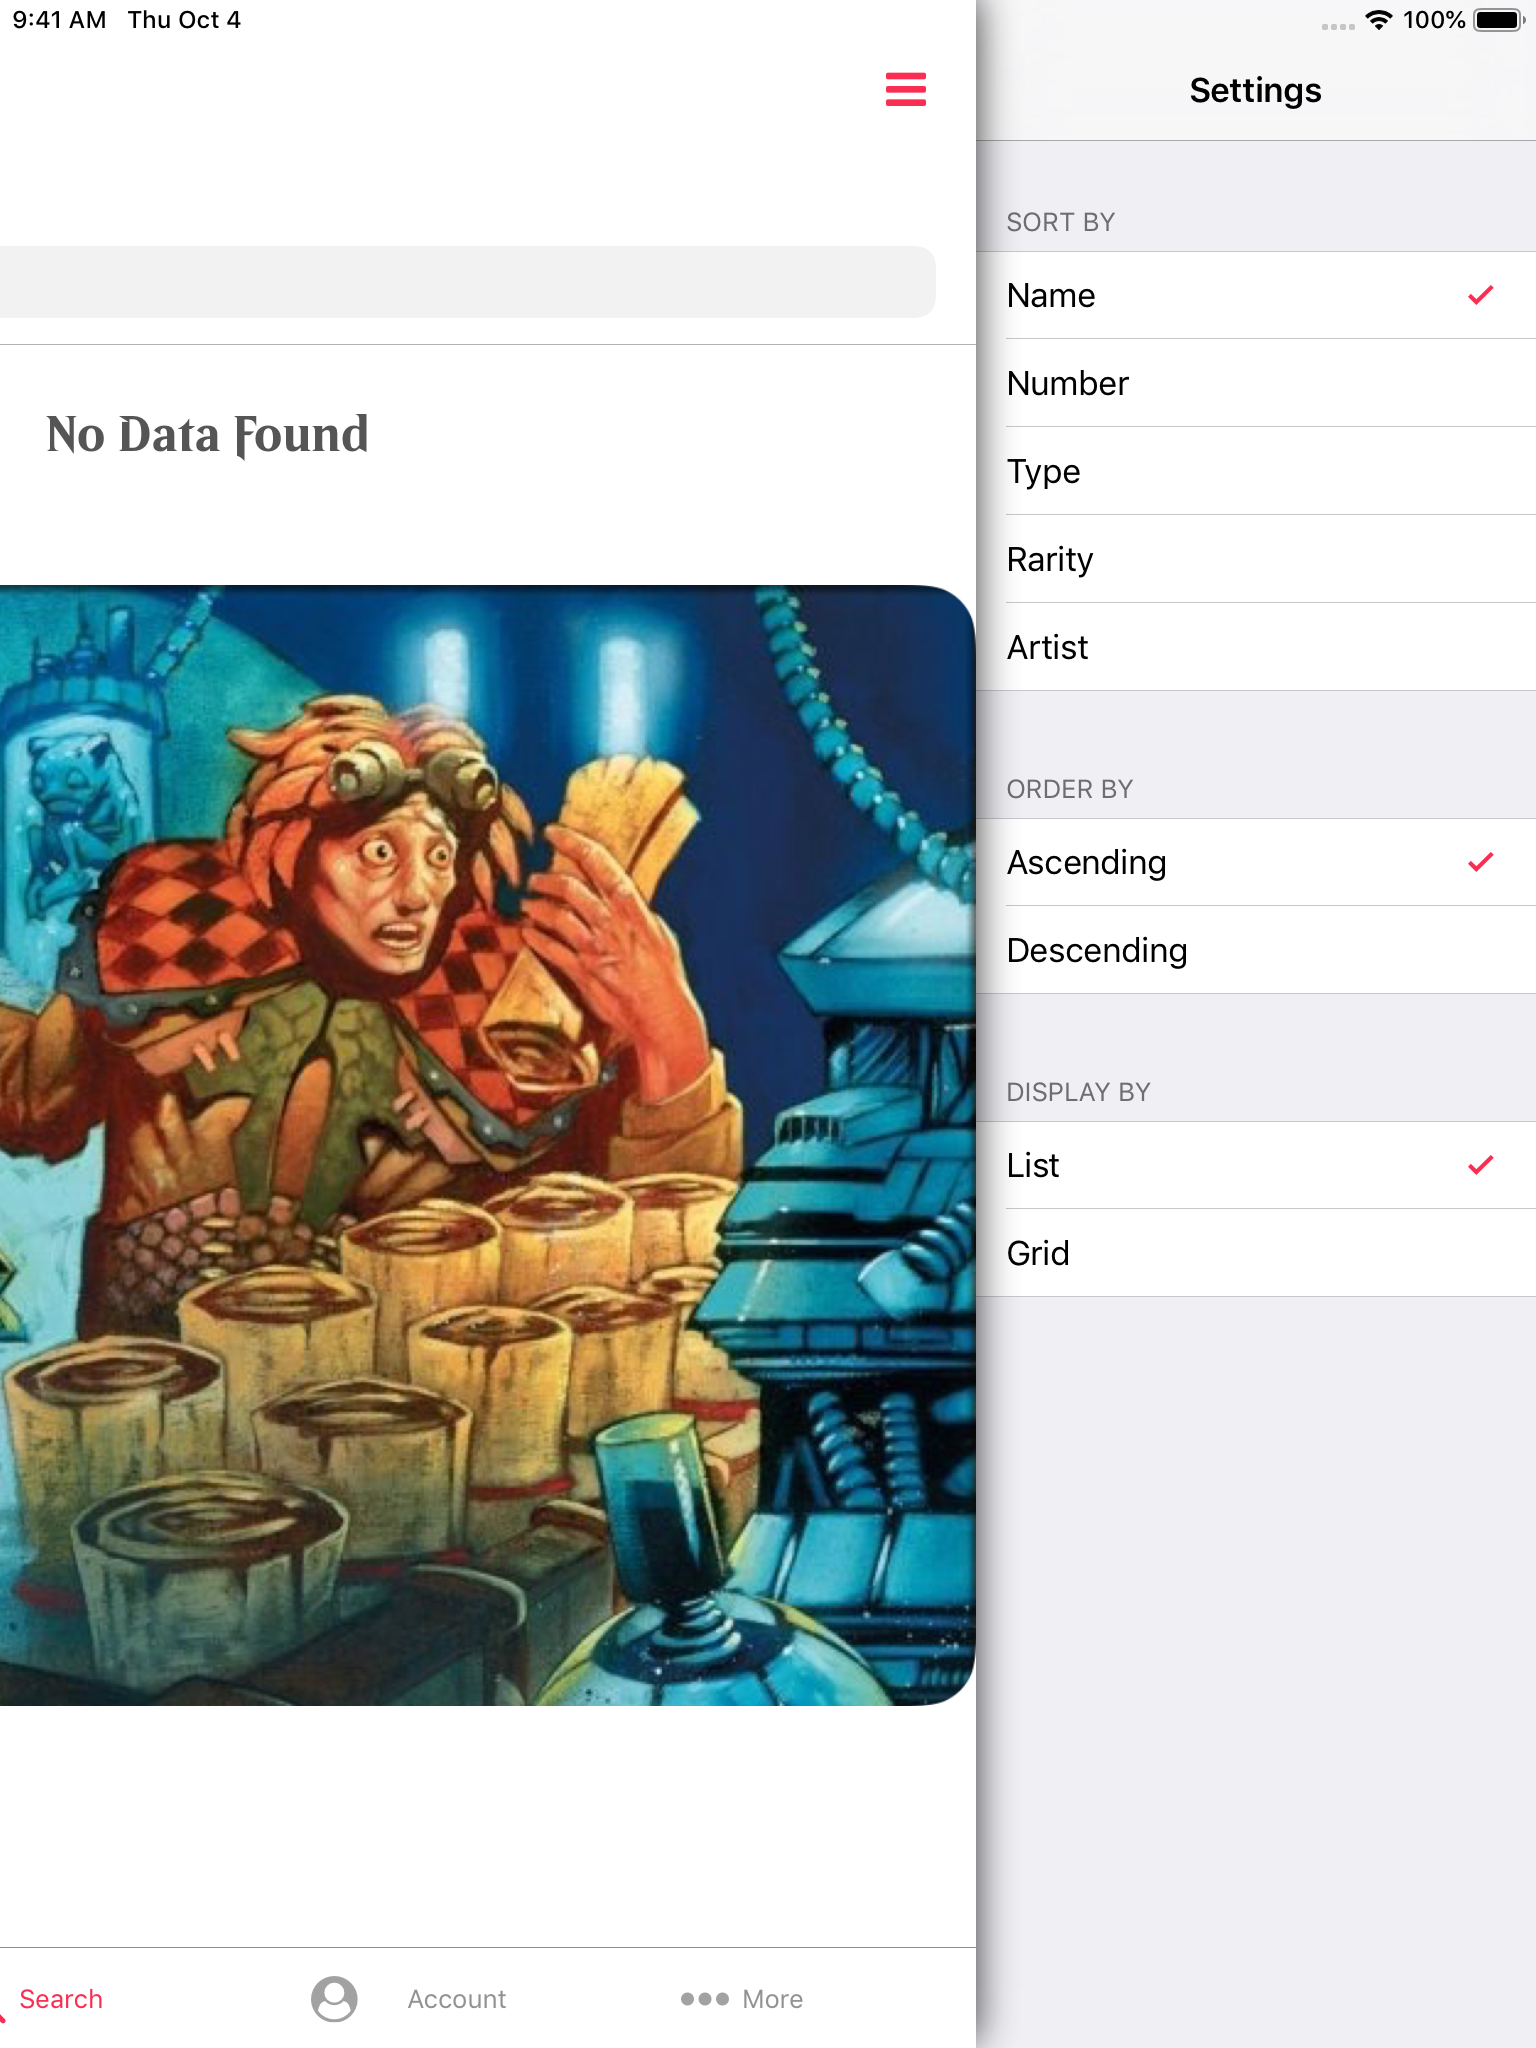 9:41 AM Thu Oct 4
100%
Settings
No Data Found
SORT BY
Name
Number
Type
Rarity
Artist
ORDER BY
Ascending
Descending
DISPLAY BY
List
Grid
Search
Account
More